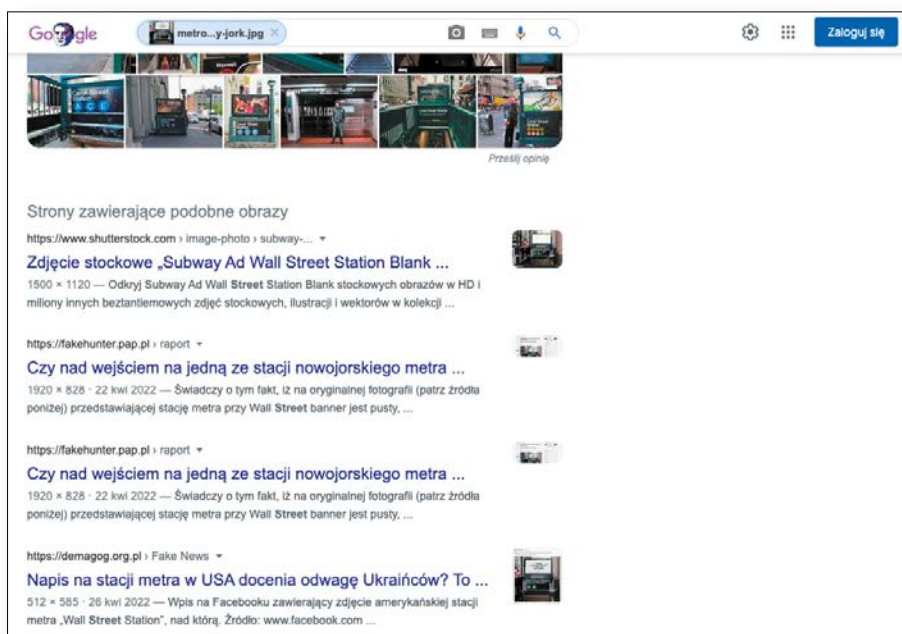 Google
metro...y-jork.jpg ×
Zaloguj się
Prześlij opinię
Strony zawierające podobne obrazy
https://www.shutterstock.com › image-photo › subway-...
Zdjęcie stockowe „Subway Ad Wall Street Station Blank ...
1500 × 1120 — Odkryj Subway Ad Wall Street Station Blank stockowych obrazów w HD i
miliony innych beztantiemowych zdjęć stockowych, ilustracji i wektorów w kolekcji ...
https://fakehunter.pap.pl › raport
Czy nad wejściem na jedną ze stacji nowojorskiego metra ...
1920 × 828 · 22 kwi 2022 — Świadczy o tym fakt, iż na oryginalnej fotografii (patrz źródła
poniżej) przedstawiającej stację metra przy Wall Street banner jest pusty, ...
https://fakehunter.pap.pl › raport
Czy nad wejściem na jedną ze stacji nowojorskiego metra ...
1920 × 828 · 22 kwi 2022 — Świadczy o tym fakt, iż na oryginalnej fotografii (patrz źródła
poniżej) przedstawiającej stację metra przy Wall Street banner jest pusty, ...
https://demagog.org.pl › Fake News
Napis na stacji metra w USA docenia odwagę Ukraińców? To ...
512 × 585 · 26 kwi 2022 — Wpis na Facebooku zawierający zdjęcie amerykańskiej stacji
metra „Wall Street Station”, nad którą. Źródło: www.facebook.com ...